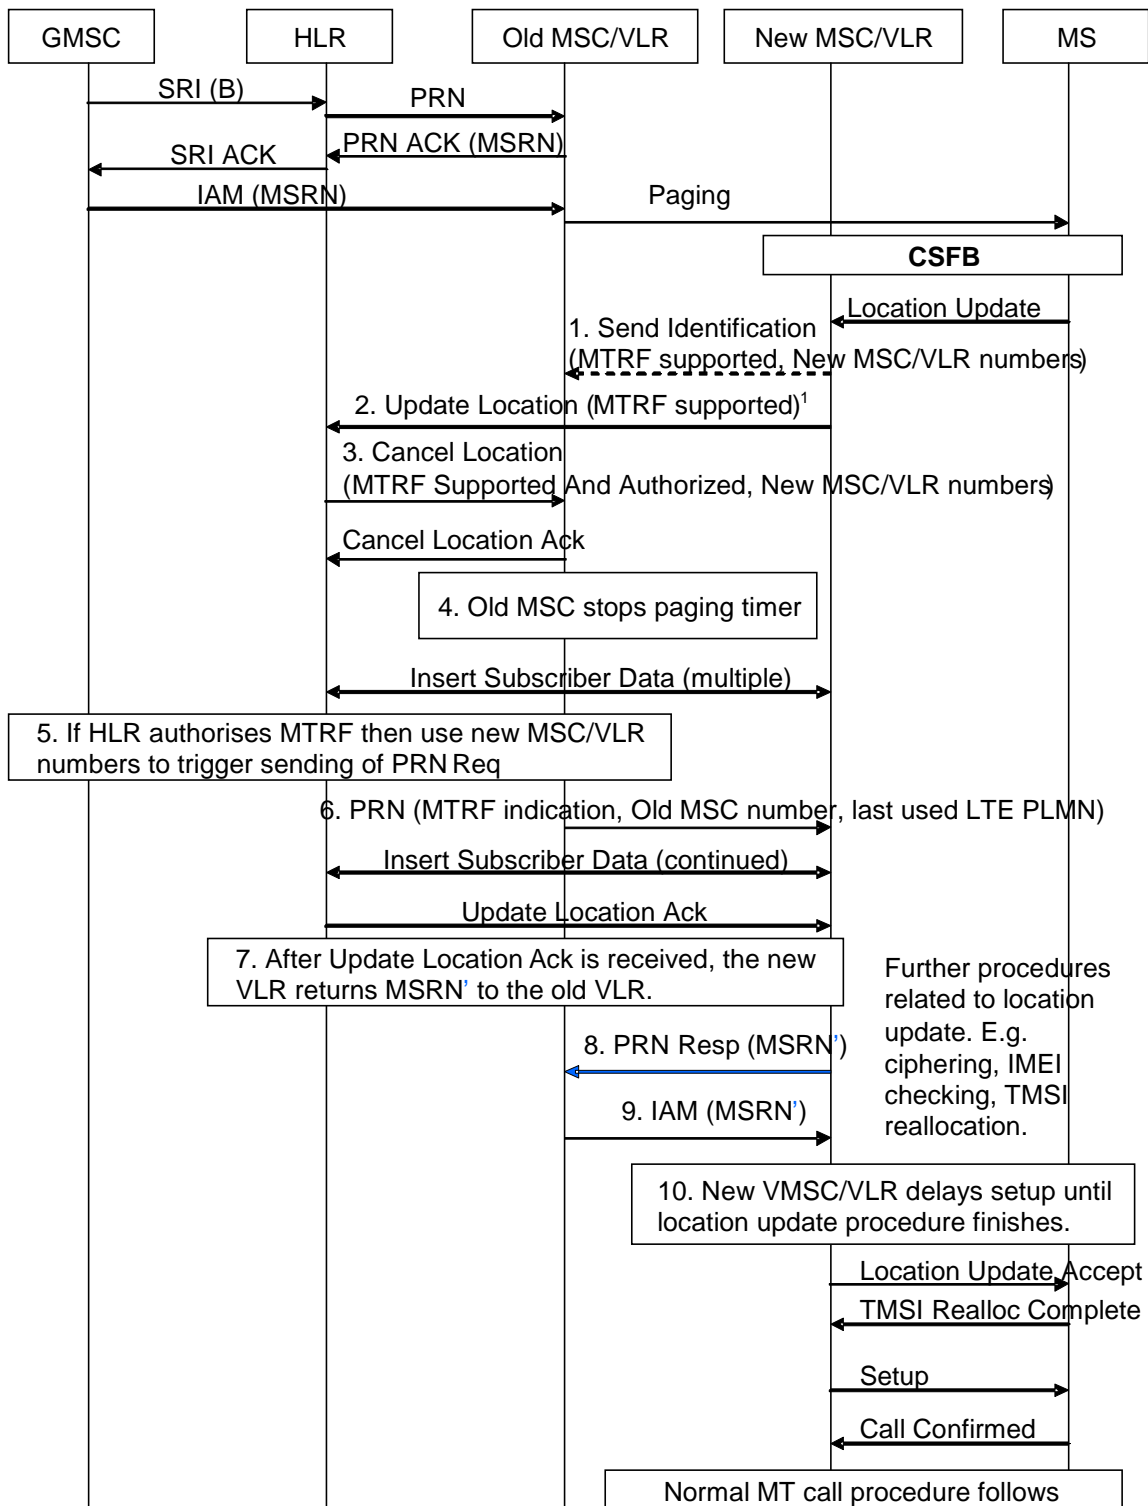 GMSC
HLR
Old MSC/VLR
New MSC/VLR
MS
SRI (B)
PRN
PRN ACK (MSRN)
SRI ACK
IAM (MSRN)
Paging
CSFB
Location Update
1. Send Identification
(MTRF supported, New MSC/VLR numbers)
2. Update Location (MTRF supported)1
3. Cancel Location
(MTRF Supported And Authorized, New MSC/VLR numbers)
Cancel Location Ack
4. Old MSC stops paging timer
Insert Subscriber Data (multiple)
5. If HLR authorises MTRF then use new MSC/VLR
numbers to trigger sending of PRN Req
6. PRN (MTRF indication, Old MSC number, last used LTE PLMN)
Insert Subscriber Data (continued)
Update Location Ack
7. After Update Location Ack is received, the new
VLR returns MSRN’ to the old VLR.
Further procedures
related to location
update. E.g.
ciphering, IMEI
checking, TMSI
reallocation.
8. PRN Resp (MSRN’)
9. IAM (MSRN’)
10. New VMSC/VLR delays setup until
location update procedure finishes.
Location Update Accept
TMSI Realloc Complete
Setup
Call Confirmed
Normal MT call procedure follows